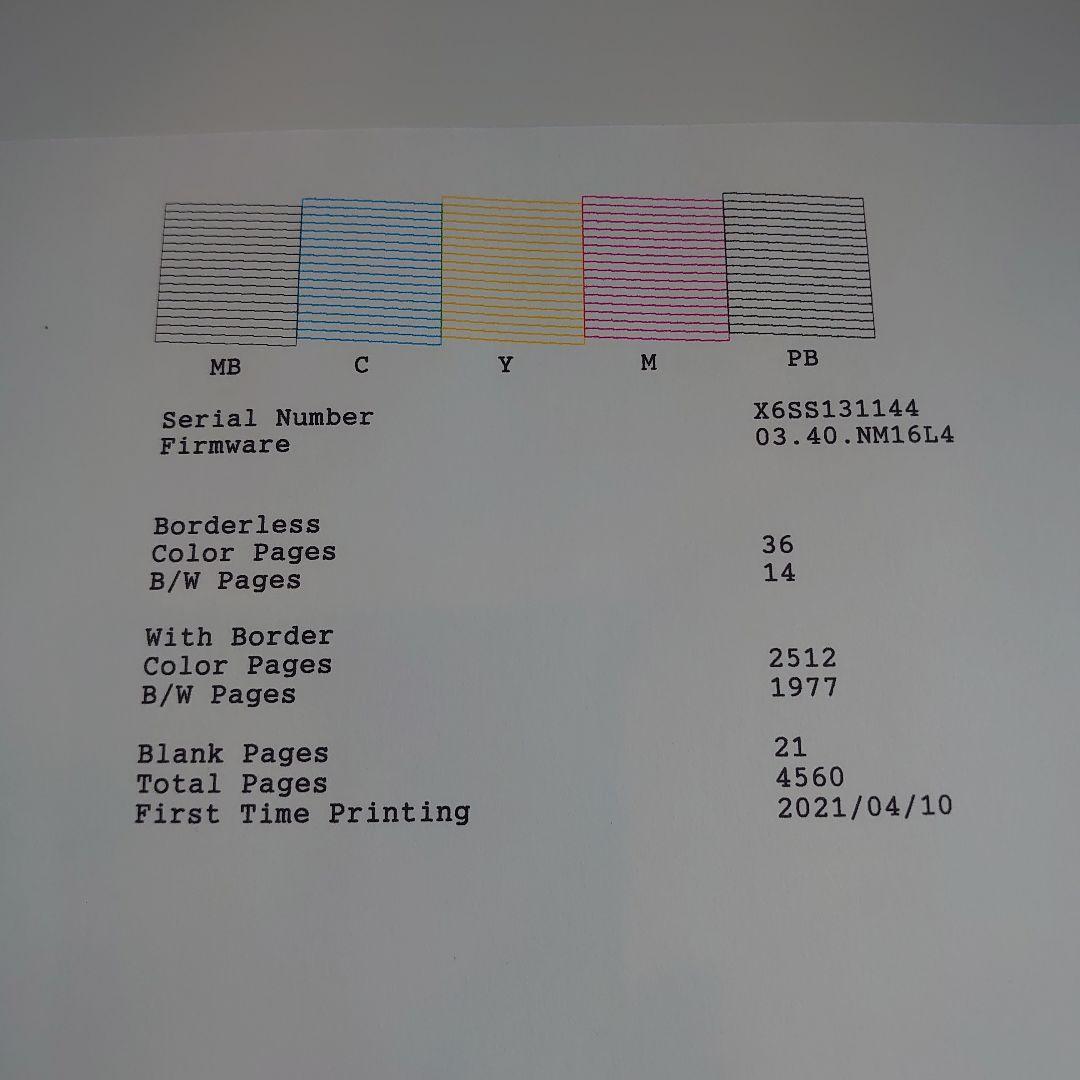 MB C Y M PB
Serial Number X6SS131144
Firmware 03.40.NM16L4
Borderless
Color Pages 36
B/W Pages 14
With Border
Color Pages 2512
B/W Pages 1977
Blank Pages 21
Total Pages 4560
First Time Printing 2021/04/10